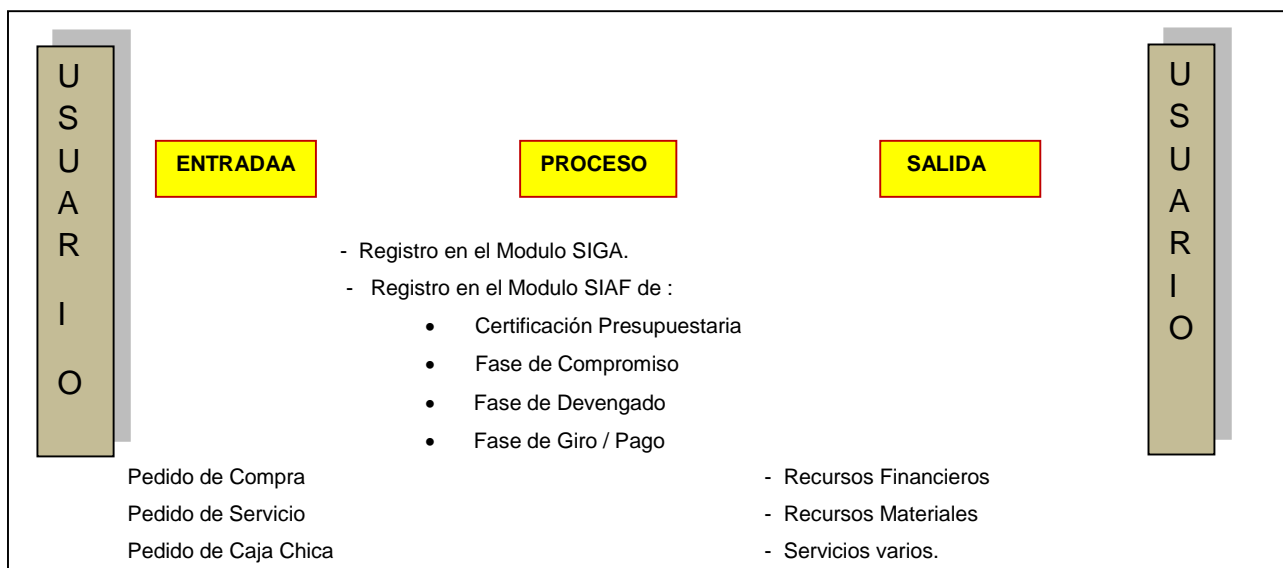 U
S
U
A
R
I
O
ENTRADAA
PROCESO
SALIDA
U
S
U
A
R
I
O
- Registro en el Modulo SIGA.
- Registro en el Modulo SIAF de :
• Certificación Presupuestaria
• Fase de Compromiso
• Fase de Devengado
• Fase de Giro / Pago
Pedido de Compra
- Recursos Financieros
Pedido de Servicio
- Recursos Materiales
Pedido de Caja Chica
- Servicios varios.